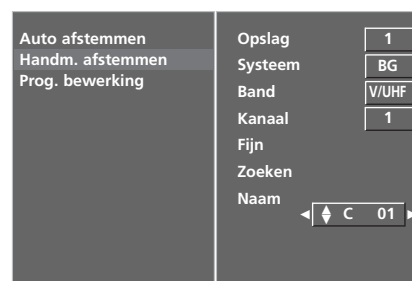 Auto afstemmen
Handm. afstemmen
Prog. bewerking
Opslag 1
Systeem BG
Band V/UHF
Kanaal 1
Fijn
Zoeken
Naam
C 01